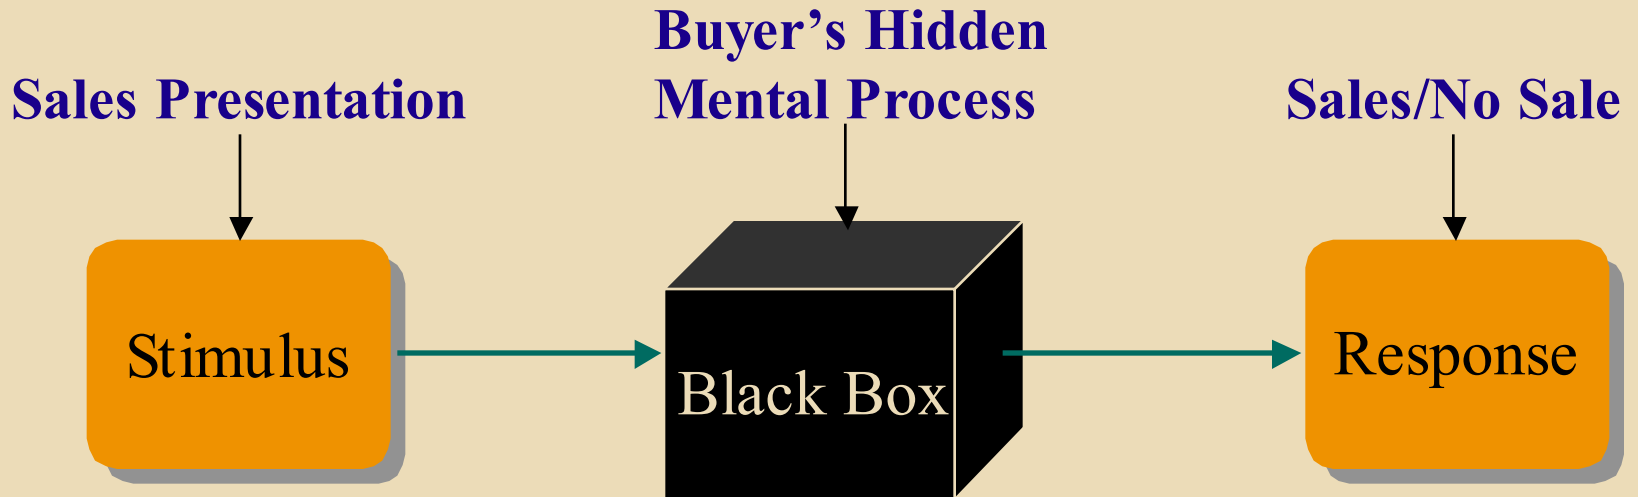 Buyer’s Hidden
Sales Presentation
Mental Process
Sales/No Sale
Stimulus
Black Box
Response